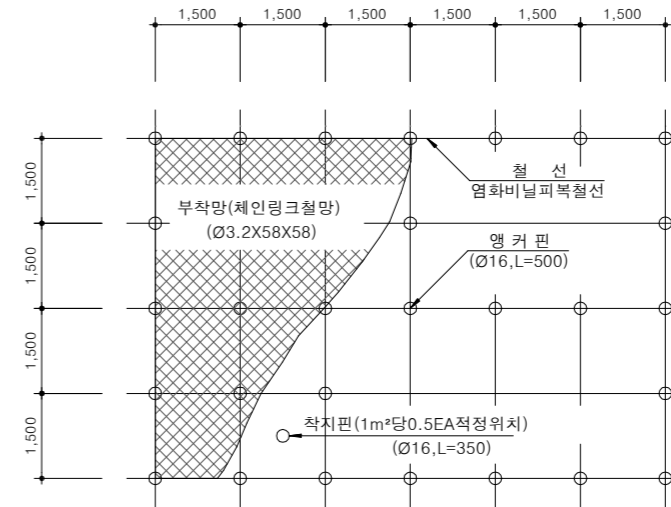 1,500 1,500 1,500 1,500 1,500 1,500
1,500
1,500
1,500
1,500
철 선
염화비닐피복철선
부착망(체인링크철망)
(Ø3.2X58X58)
앵 커 핀
(Ø16,L=500)
착지핀(1m²당0.5EA적정위치)
(Ø16,L=350)